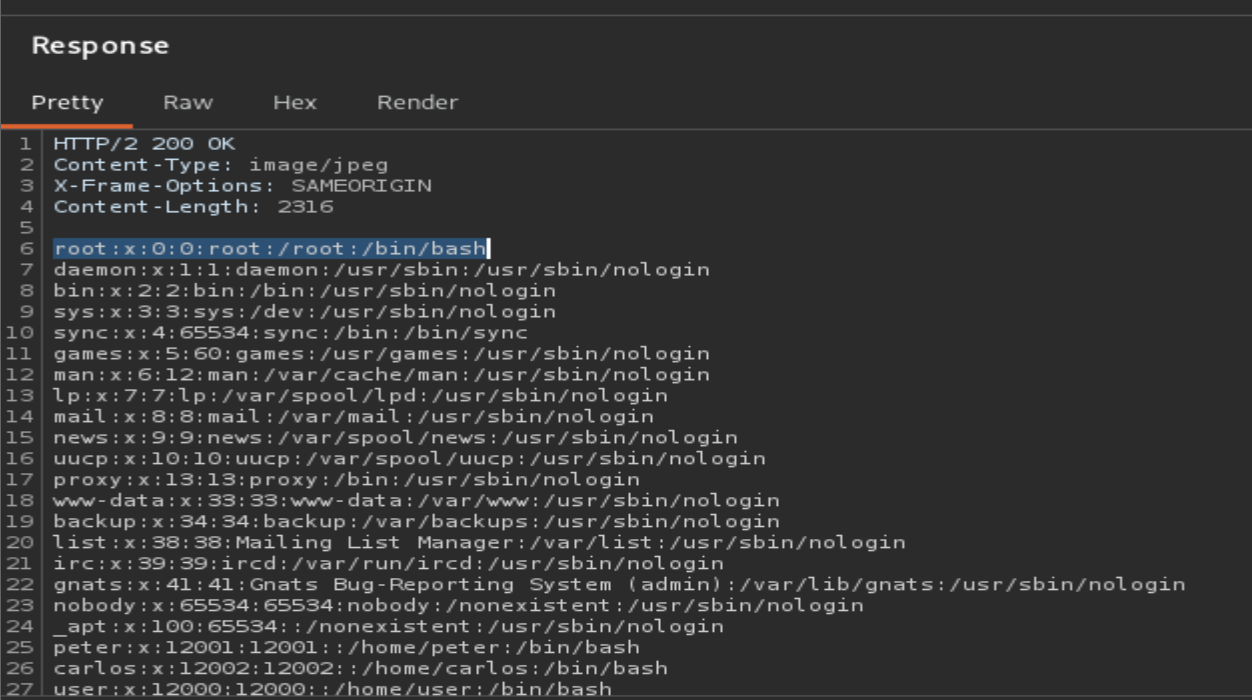 Response
Pretty Raw Hex Render
1 HTTP/2 200 OK
2 Content-Type: image/jpeg
3 X-Frame-Options: SAMEORIGIN
4 Content-Length: 2316
5
6 root:x:0:0:root:/root:/bin/bash
7 daemon:x:1:1:daemon:/usr/sbin:/usr/sbin/nologin
8 bin:x:2:2:bin:/bin:/usr/sbin/nologin
9 sys:x:3:3:sys:/dev:/usr/sbin/nologin
10 sync:x:4:65534:sync:/bin:/bin/sync
11 games:x:5:60:games:/usr/games:/usr/sbin/nologin
12 man:x:6:12:man:/var/cache/man:/usr/sbin/nologin
13 lp:x:7:7:lp:/var/spool/lpd:/usr/sbin/nologin
14 mail:x:8:8:mail:/var/mail:/usr/sbin/nologin
15 news:x:9:9:news:/var/spool/news:/usr/sbin/nologin
16 uucp:x:10:10:uucp:/var/spool/uucp:/usr/sbin/nologin
17 proxy:x:13:13:proxy:/bin:/usr/sbin/nologin
18 www-data:x:33:33:www-data:/var/www:/usr/sbin/nologin
19 backup:x:34:34:backup:/var/backups:/usr/sbin/nologin
20 list:x:38:38:Mailing List Manager:/var/list:/usr/sbin/nologin
21 irc:x:39:39:ircd:/var/run/ircd:/usr/sbin/nologin
22 gnats:x:41:41:Gnats Bug-Reporting System (admin):/var/lib/gnats:/usr/sbin/nologin
23 nobody:x:65534:65534:nobody:/nonexistent:/usr/sbin/nologin
24 _apt:x:100:65534::/nonexistent:/usr/sbin/nologin
25 peter:x:12001:12001::/home/peter:/bin/bash
26 carlos:x:12002:12002::/home/carlos:/bin/bash
27 user:x:12000:12000::/home/user:/bin/bash